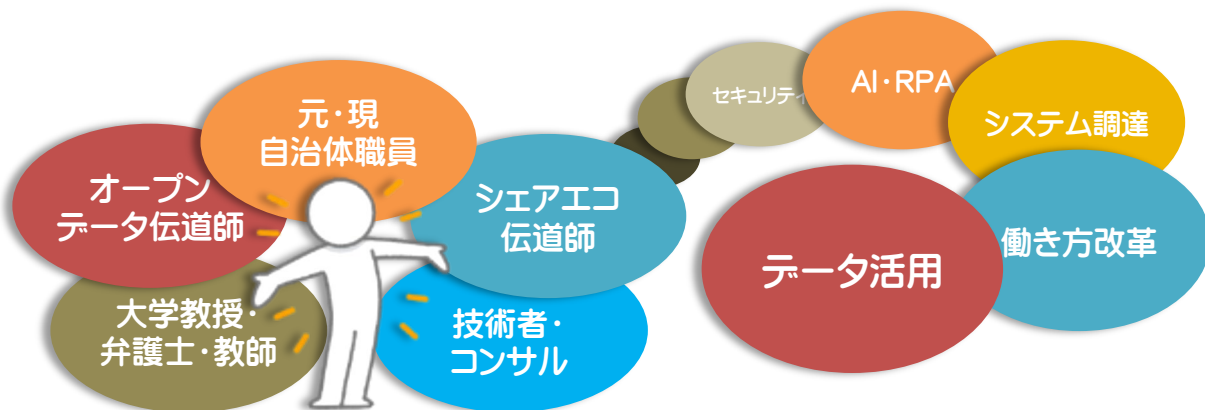 元・現
自治体職員
オープン
データ伝道師
シェアエコ
伝道師
大学教授・
弁護士・教師
技術者・
コンサル
セキュリティ
AI・RPA
システム調達
働き方改革
データ活用